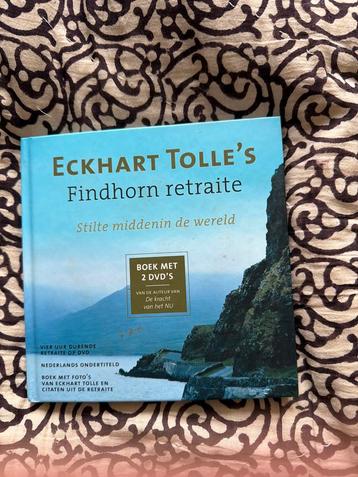 ECKHART TOLLE'S
Findhorn retraite
Stilte middenin de wereld
BOEK MET
2 DVD'S
VAN DE AUTEUR VAN
De kracht
van het NU
VIER UUR DURENDE
RETRAITE OP DVD
NEDERLANDS ONDERTITELD
BOEK MET FOTO'S
VAN ECKHART TOLLE EN
CITATEN UIT DE RETRAITE